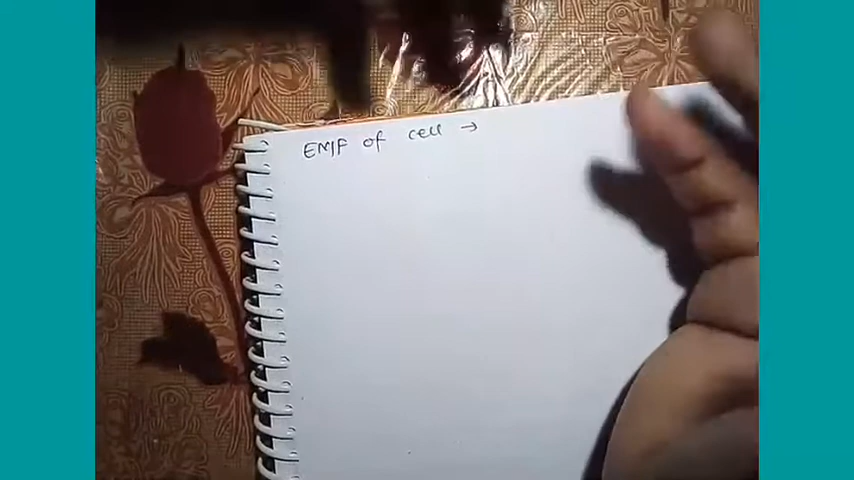 EMF of cell →